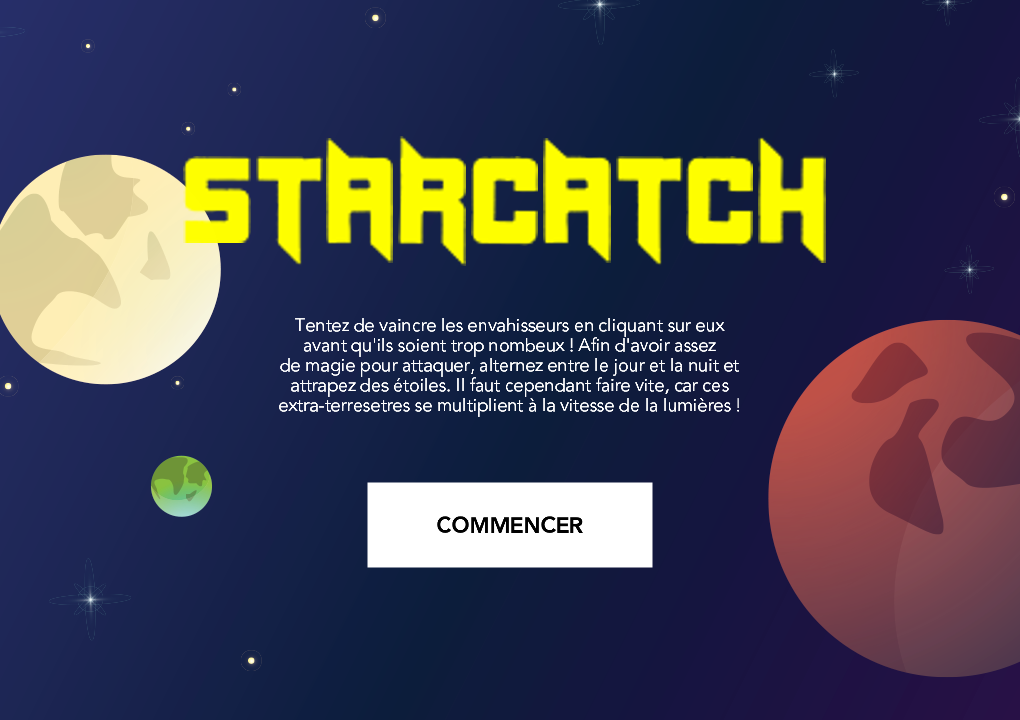 STARCATCH
Tentez de vaincre les envahisseurs en cliquant sur eux
avant qu'ils soient trop nombeux ! Afin d'avoir assez
de magie pour attaquer, alternez entre le jour et la nuit et
attrapez des étoiles. Il faut cependant faire vite, car ces
extra-terresetres se multiplient à la vitesse de la lumières !
COMMENCER